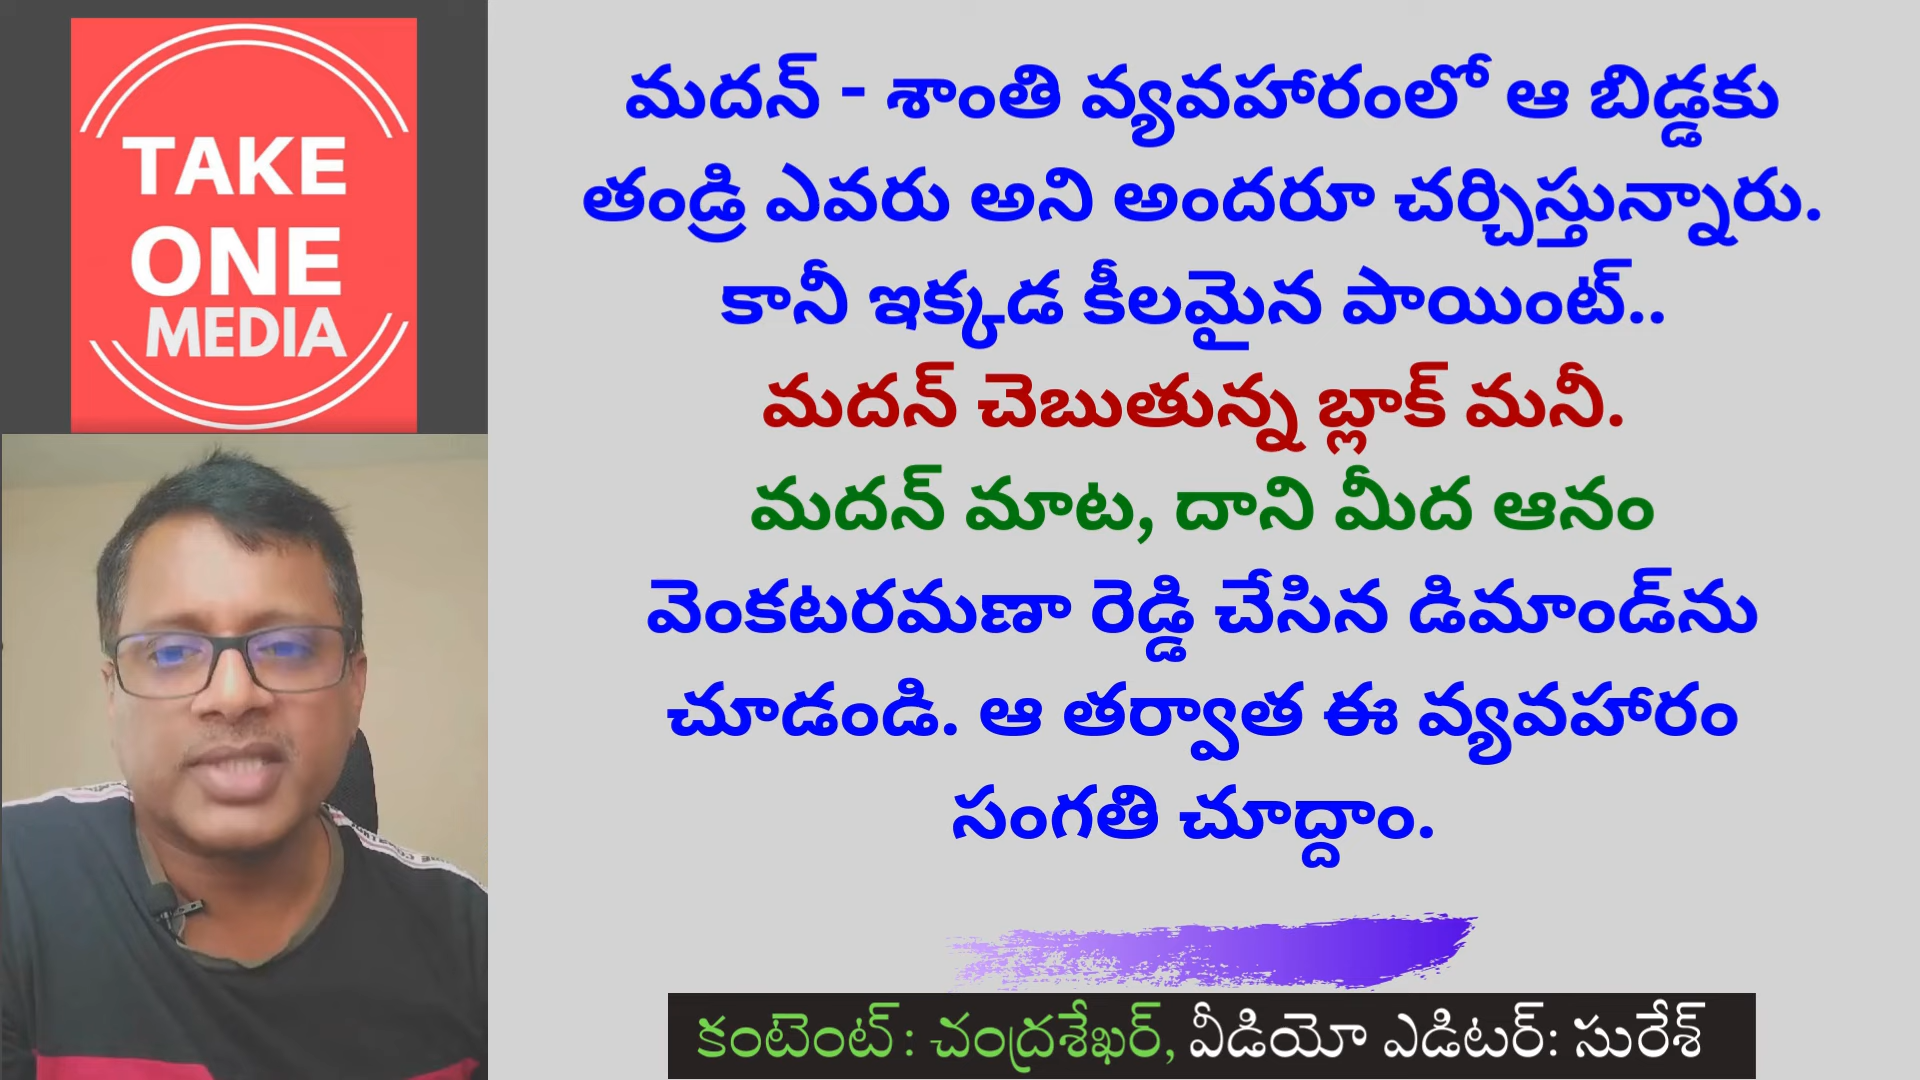 TAKE
ONE
MEDIA
మదన్ - శాంతి వ్యవహారంలో ఆ బిడ్డకు
తండ్రి ఎవరు అని అందరూ చర్చిస్తున్నారు.
కానీ ఇక్కడ కీలమైన పాయింట్..
మదన్ చెబుతున్న బ్లాక్ మనీ.
మదన్ మాట, దాని మీద ఆనం
వెంకటరమణా రెడ్డి చేసిన డిమాండ్‌ను
చూడండి. ఆ తర్వాత ఈ వ్యవహారం
సంగతి చూద్దాం.
కంటెంట్: చంద్రశేఖర్, వీడియో ఎడిటర్: సురేశ్